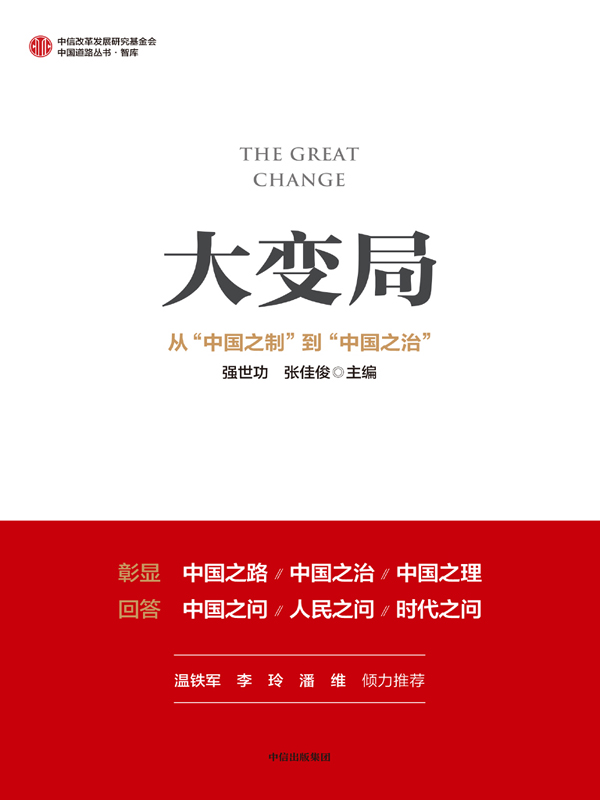 中信改革发展研究基金会
中国道路丛书·智库
THE GREAT
CHANGE
大变局
从“中国之制”到“中国之治”
强世功 张佳俊◎主编
彰显 中国之路//中国之治//中国之理
回答 中国之问//人民之问//时代之问
温铁军 李玲 潘维 倾力推荐
中信出版集团